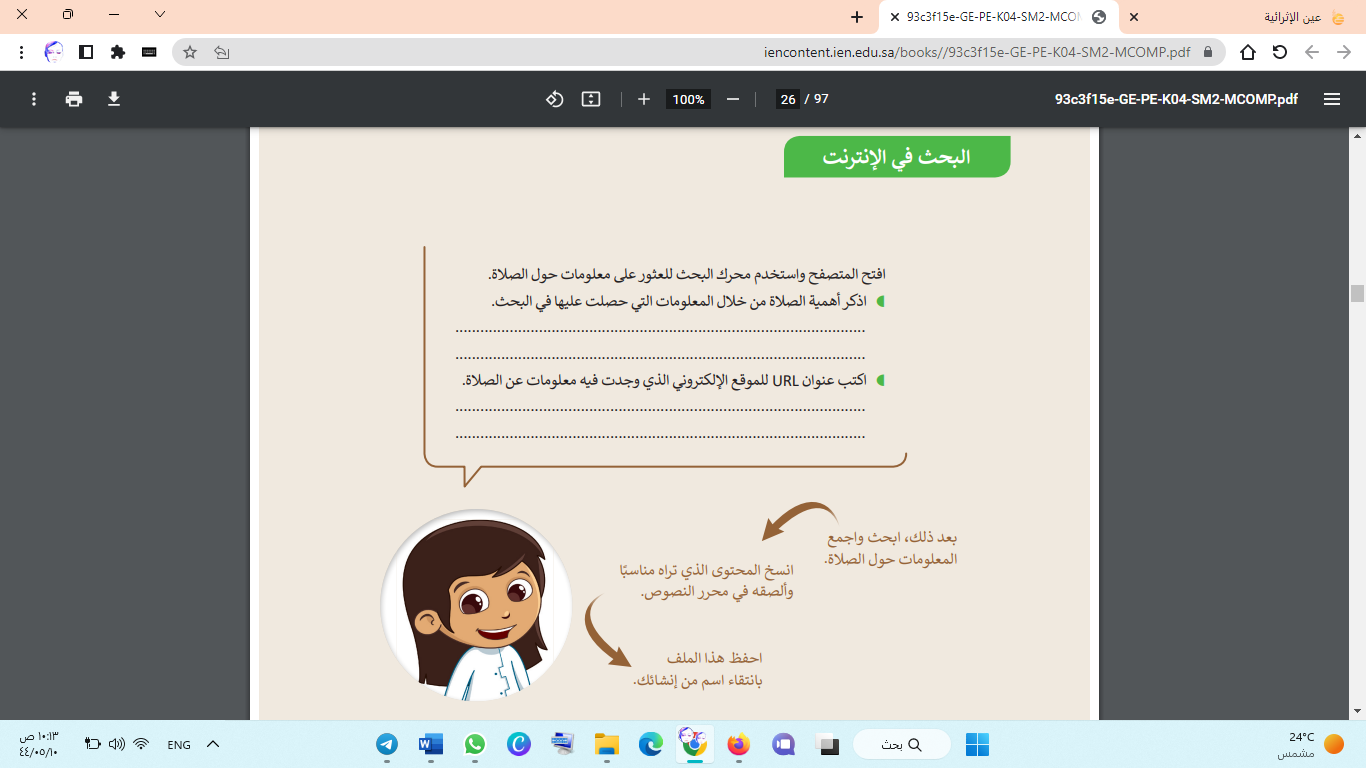 عين الإثرائية
93c3f15e-GE-PE-K04-SM2-MCOM
iencontent.ien.edu.sa/books//93c3f15e-GE-PE-K04-SM2-MCOMP.pdf
93c3f15e-GE-PE-K04-SM2-MCOMP.pdf
26 / 97
100%
البحث في الإنترنت
افتح المتصفح واستخدم محرك البحث للعثور على معلومات حول الصلاة.
اذكر أهمية الصلاة من خلال المعلومات التي حصلت عليها في البحث.
اكتب عنوان URL للموقع الإلكتروني الذي وجدت فيه معلومات عن الصلاة.
بعد ذلك، ابحث واجمع
المعلومات حول الصلاة.
انسخ المحتوى الذي تراه مناسبًا
وألصقه في محرر النصوص.
احفظ هذا الملف
بانتقاء اسم من إنشائك.
24°C
مشمس
بحث
ENG
١٠:١٣ ص
٤٤/٠٥/١٠